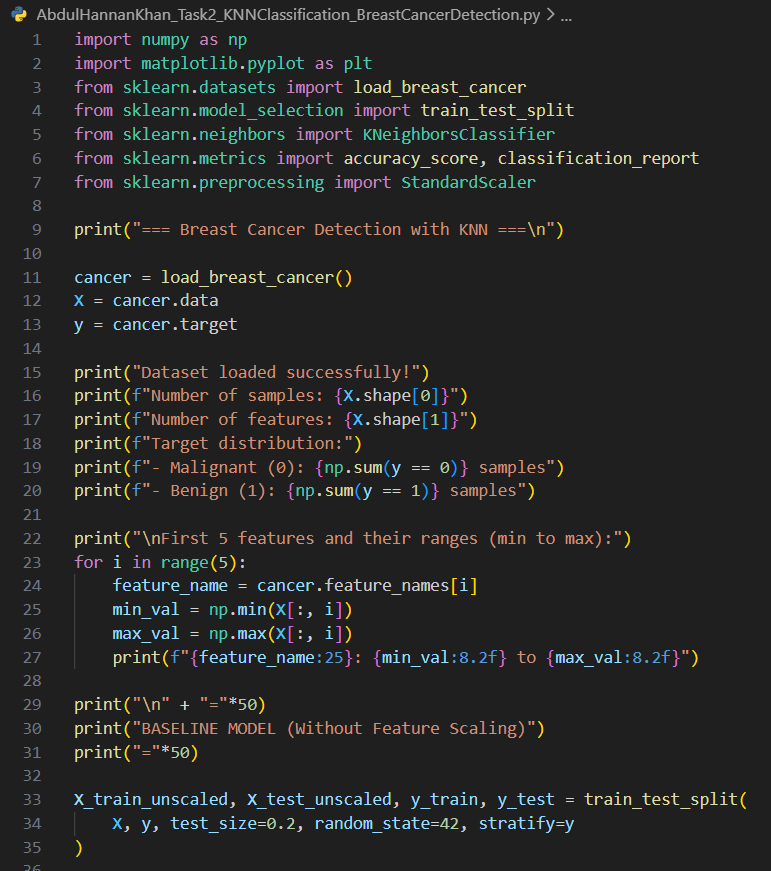 AbdulHannanKhan_Task2_KNNClassification_BreastCancerDetection.py > ...
1 import numpy as np
2 import matplotlib.pyplot as plt
3 from sklearn.datasets import load_breast_cancer
4 from sklearn.model_selection import train_test_split
5 from sklearn.neighbors import KNeighborsClassifier
6 from sklearn.metrics import accuracy_score, classification_report
7 from sklearn.preprocessing import StandardScaler
8
9 print("=== Breast Cancer Detection with KNN ===\n")
10
11 cancer = load_breast_cancer()
12 X = cancer.data
13 y = cancer.target
14
15 print("Dataset loaded successfully!")
16 print(f"Number of samples: {X.shape[0]}")
17 print(f"Number of features: {X.shape[1]}")
18 print(f"Target distribution:")
19 print(f"- Malignant (0): {np.sum(y == 0)} samples")
20 print(f"- Benign (1): {np.sum(y == 1)} samples")
21
22 print("\nFirst 5 features and their ranges (min to max):")
23 for i in range(5):
24     feature_name = cancer.feature_names[i]
25     min_val = np.min(X[:, i])
26     max_val = np.max(X[:, i])
27     print(f"{feature_name:25}: {min_val:8.2f} to {max_val:8.2f}")
28
29 print("\n" + "="*50)
30 print("BASELINE MODEL (Without Feature Scaling)")
31 print("="*50)
32
33 X_train_unscaled, X_test_unscaled, y_train, y_test = train_test_split(
34     X, y, test_size=0.2, random_state=42, stratify=y
35 )
36